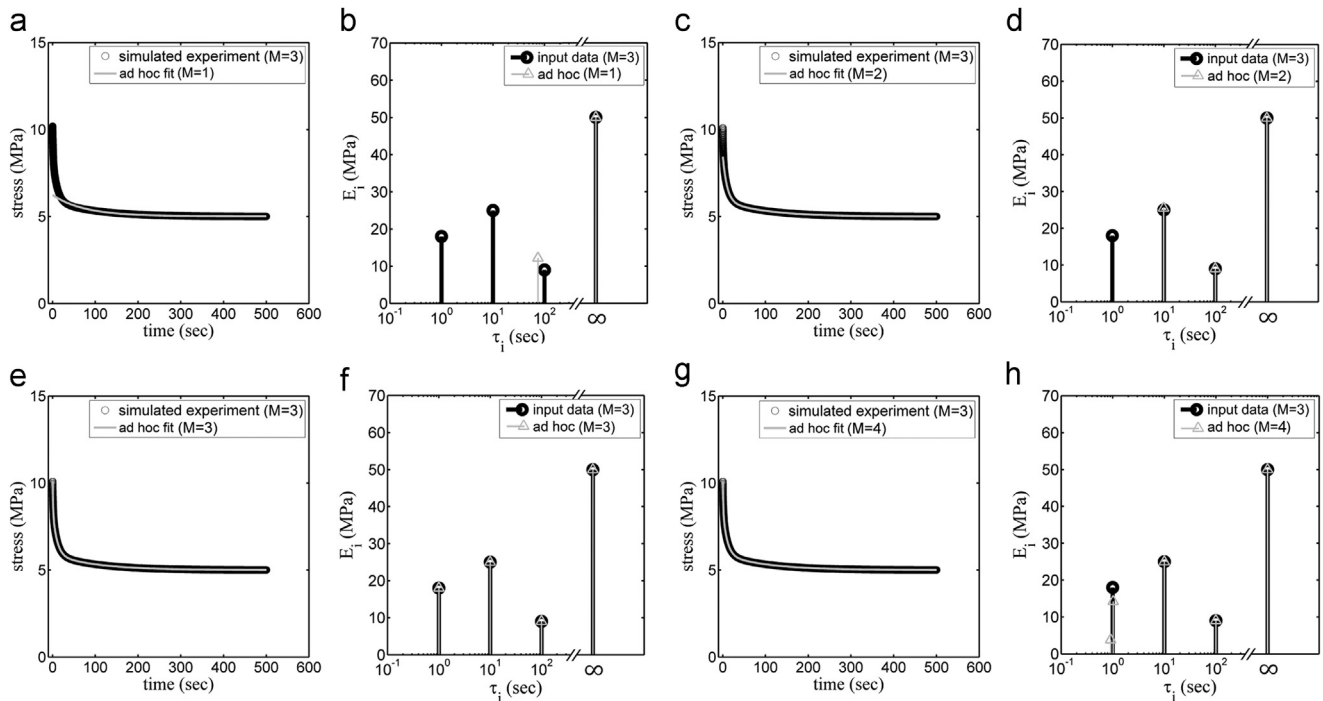 a
15
10
5
0
stress (MPa)
simulated experiment (M=3)
ad hoc fit (M=1)
0 100 200 300 400 500 600
time (sec)
b
70
60
50
40
30
20
10
0
E_i (MPa)
input data (M=3)
ad hoc (M=1)
10^-1 10^0 10^1 10^2 ∞
τ_i (sec)
c
15
10
5
0
stress (MPa)
simulated experiment (M=3)
ad hoc fit (M=2)
0 100 200 300 400 500 600
time (sec)
d
70
60
50
40
30
20
10
0
E_i (MPa)
input data (M=3)
ad hoc (M=2)
10^-1 10^0 10^1 10^2 ∞
τ_i (sec)
e
15
10
5
0
stress (MPa)
simulated experiment (M=3)
ad hoc fit (M=3)
0 100 200 300 400 500 600
time (sec)
f
70
60
50
40
30
20
10
0
E_i (MPa)
input data (M=3)
ad hoc (M=3)
10^-1 10^0 10^1 10^2 ∞
τ_i (sec)
g
15
10
5
0
stress (MPa)
simulated experiment (M=3)
ad hoc fit (M=4)
0 100 200 300 400 500 600
time (sec)
h
70
60
50
40
30
20
10
0
E_i (MPa)
input data (M=3)
ad hoc (M=4)
10^-1 10^0 10^1 10^2 ∞
τ_i (sec)